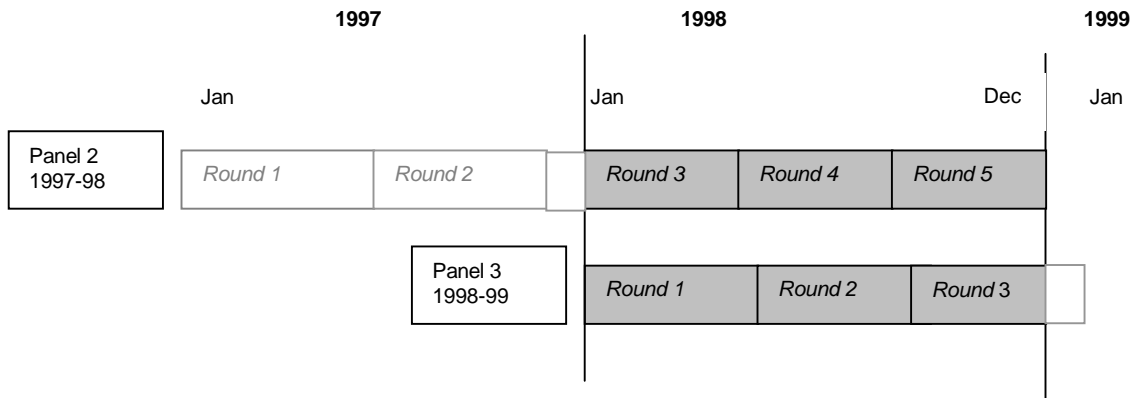 1997 1998 1999
Jan Jan Dec Jan
Panel 2
1997-98
Round 1 Round 2 Round 3 Round 4 Round 5
Panel 3
1998-99
Round 1 Round 2 Round 3